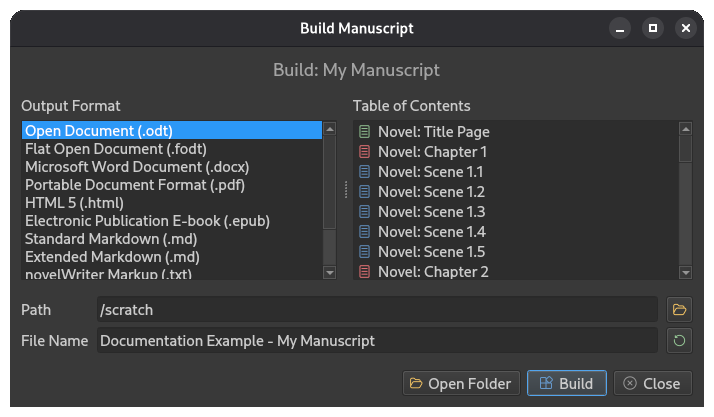 Build Manuscript
Build: My Manuscript
Output Format
Open Document (.odt)
Flat Open Document (.fodt)
Microsoft Word Document (.docx)
Portable Document Format (.pdf)
HTML 5 (.html)
Electronic Publication E-book (.epub)
Standard Markdown (.md)
Extended Markdown (.md)
novelWriter Markup (.txt)
Table of Contents
Novel: Title Page
Novel: Chapter 1
Novel: Scene 1.1
Novel: Scene 1.2
Novel: Scene 1.3
Novel: Scene 1.4
Novel: Scene 1.5
Novel: Chapter 2
Path /scratch
File Name Documentation Example - My Manuscript
Open Folder Build Close